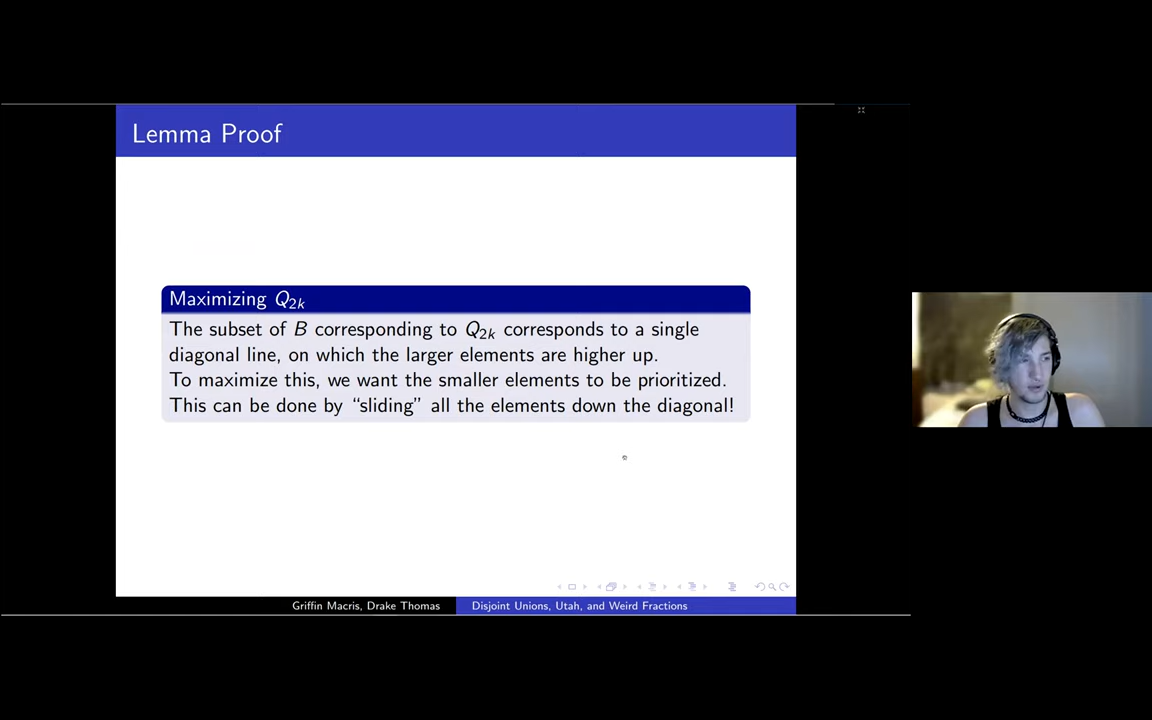 Lemma Proof
Maximizing Q2k
The subset of B corresponding to Q2k corresponds to a single
diagonal line, on which the larger elements are higher up.
To maximize this, we want the smaller elements to be prioritized.
This can be done by “sliding” all the elements down the diagonal!
Griffin Macris, Drake Thomas
Disjoint Unions, Utah, and Weird Fractions